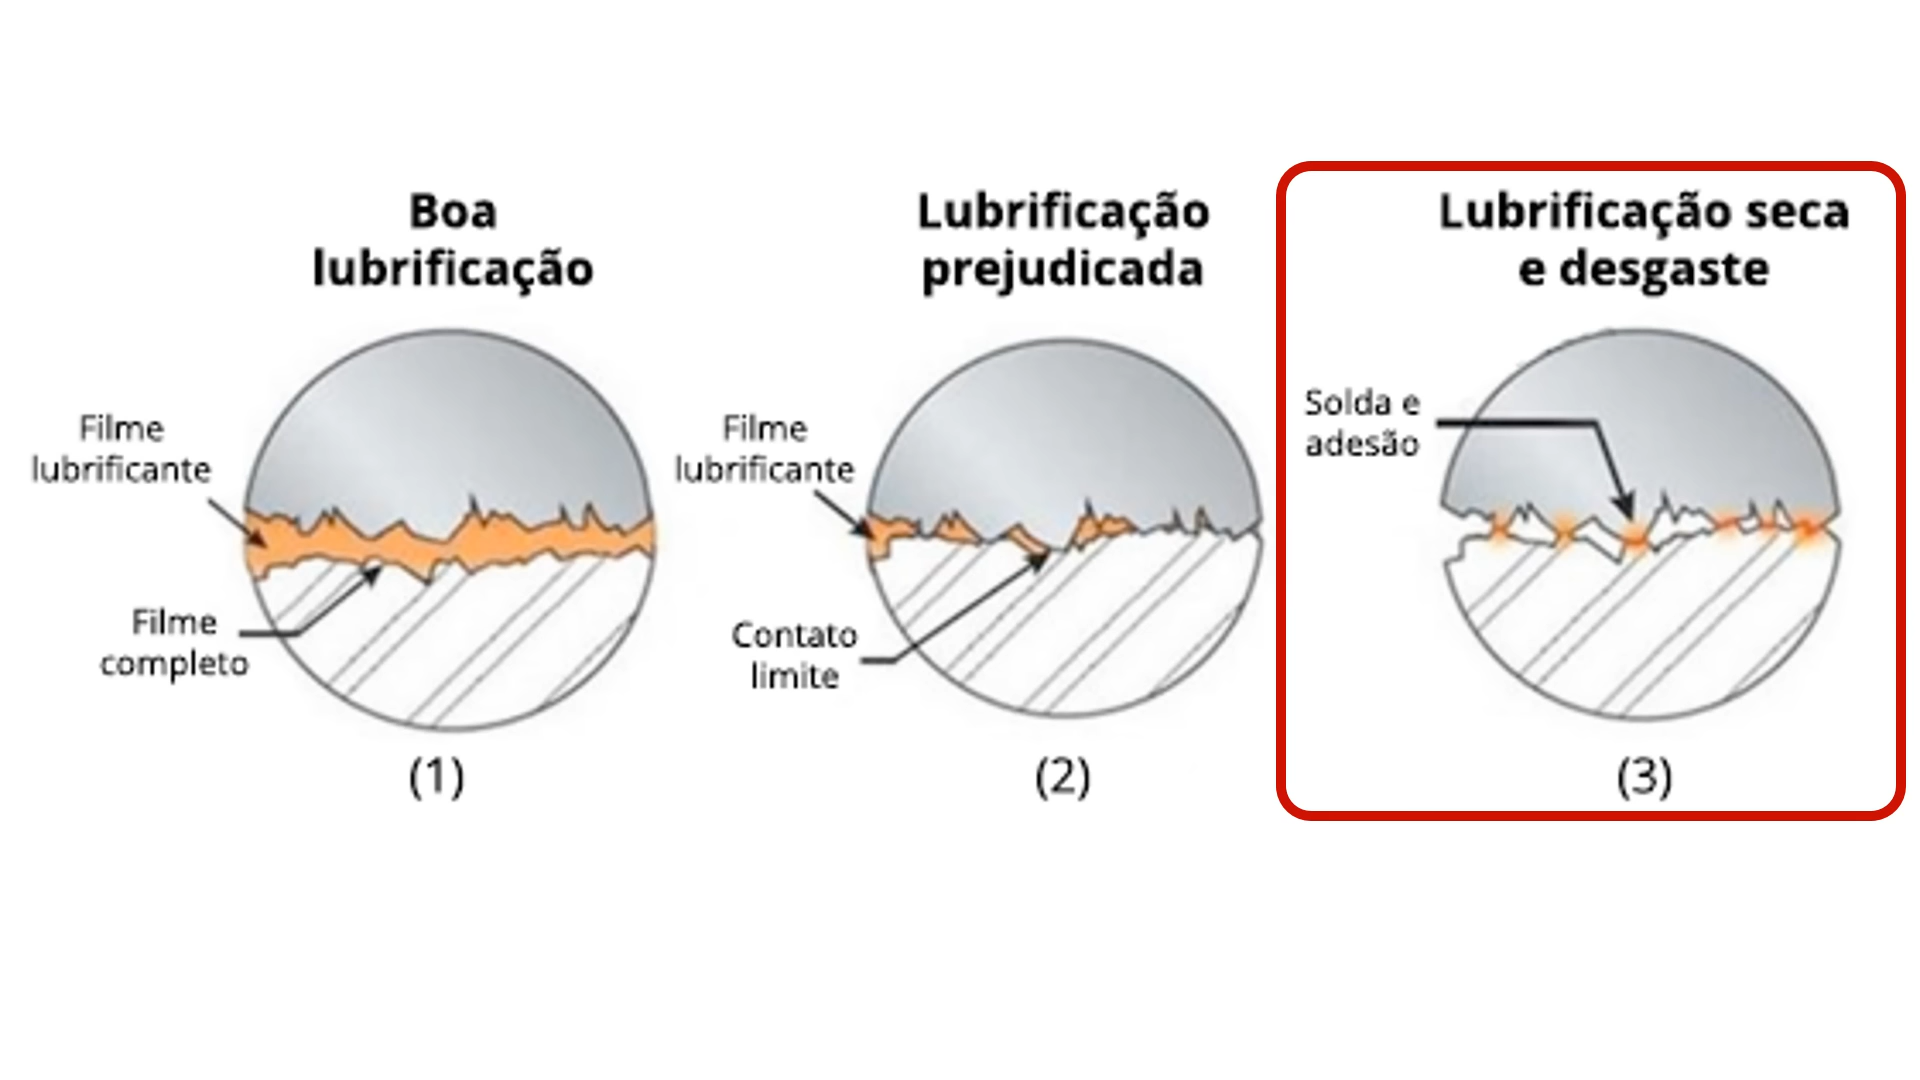 Boa
lubrificação
Filme
lubrificante
Filme
completo
(1)
Lubrificação
prejudicada
Filme
lubrificante
Contato
limite
(2)
Lubrificação seca
e desgaste
Solda e
adesão
(3)